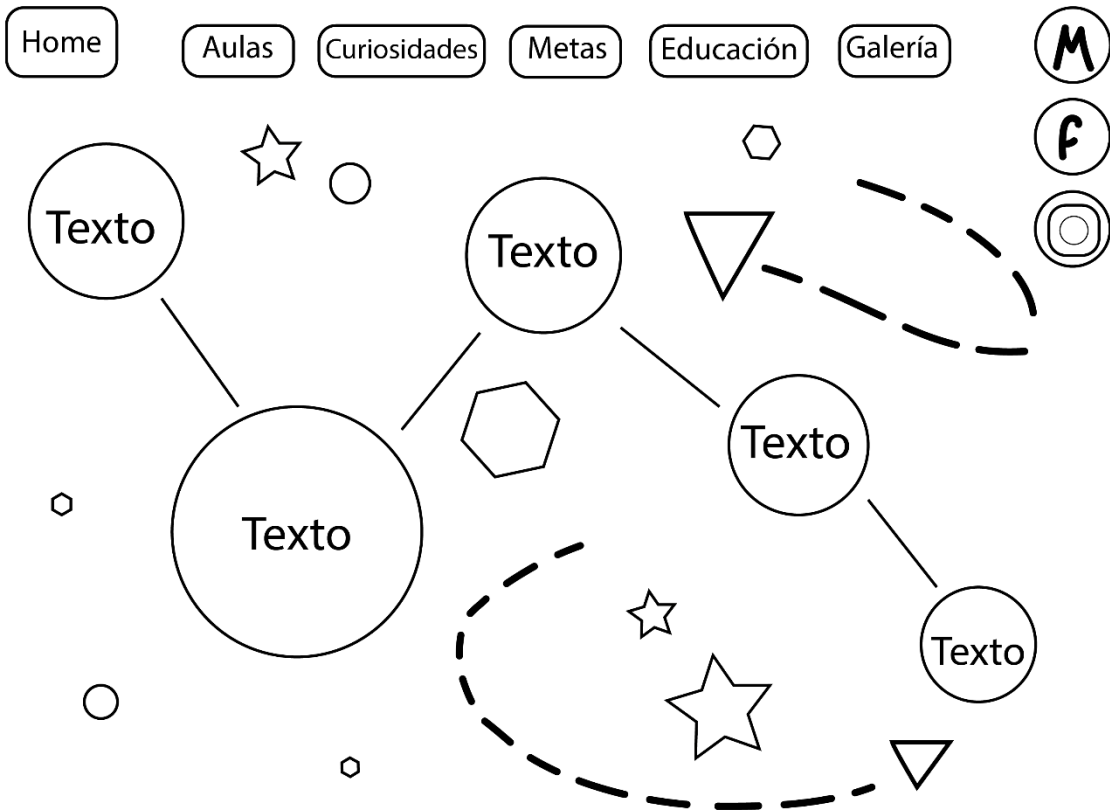 Home
Aulas
Curiosidades
Metas
Educación
Galería
M
F
Texto
Texto
Texto
Texto
Texto